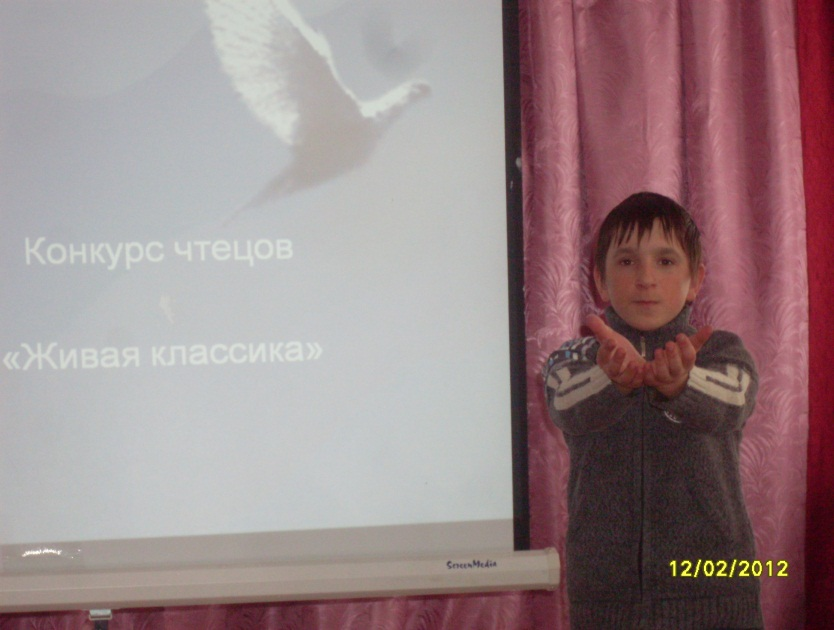 Конкурс чтецов
«Живая классика»
ScreenMedia
12/02/2012